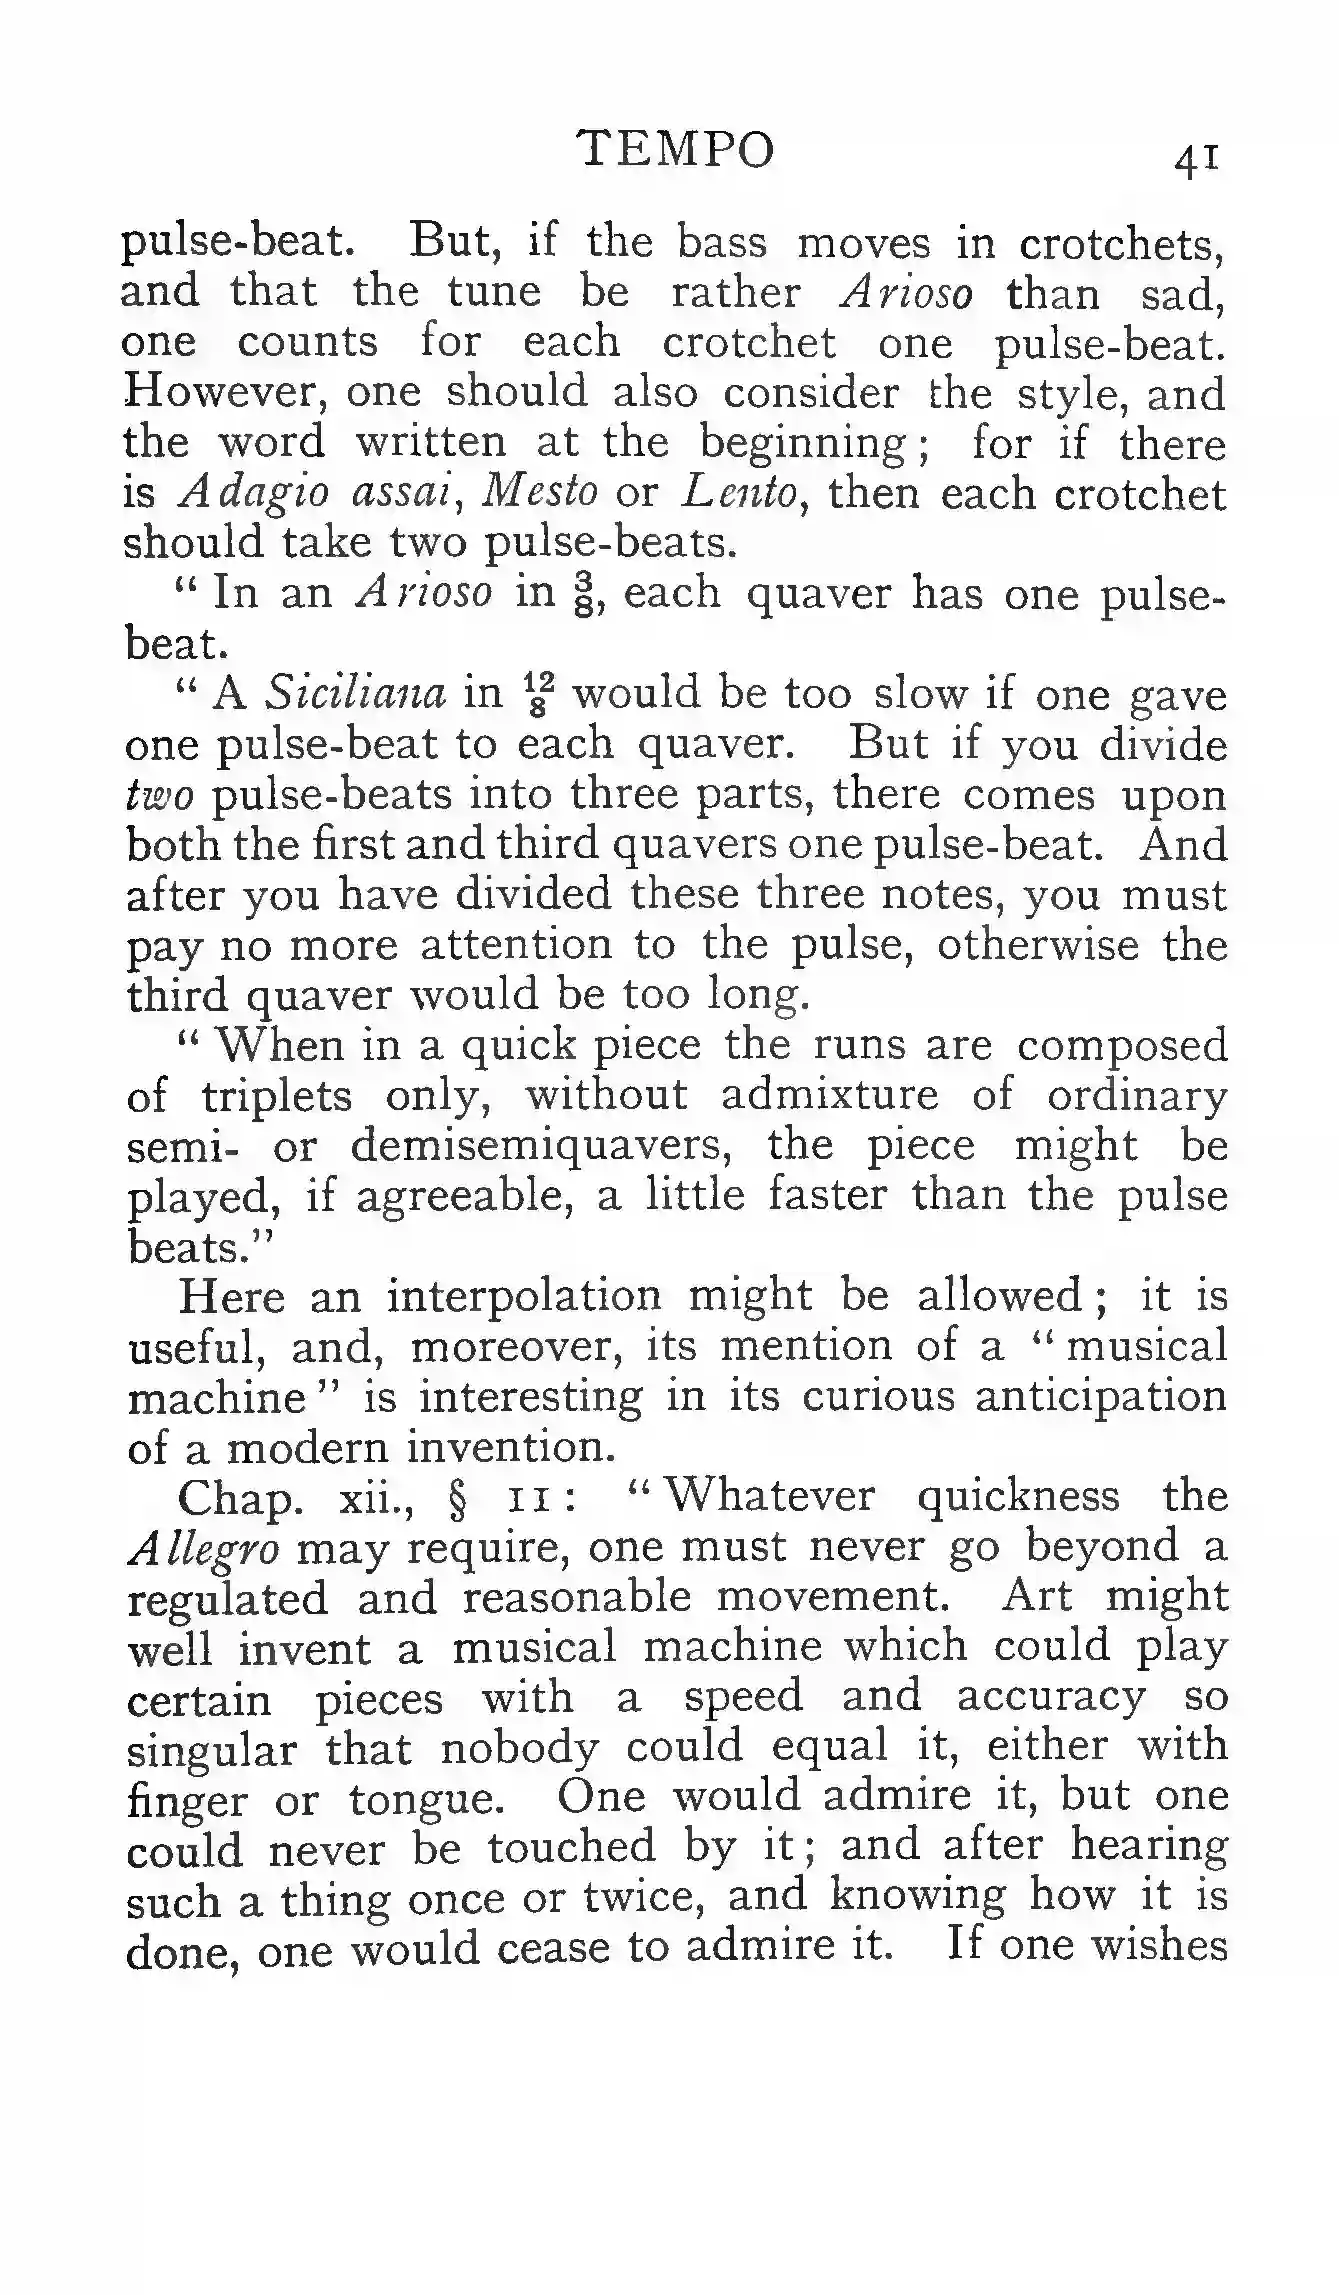 TEMPO 41
pulse-beat. But, if the bass moves in crotchets,
and that the tune be rather Arioso than sad,
one counts for each crotchet one pulse-beat.
However, one should also consider the style, and
the word written at the beginning; for if there
is Adagio assai, Mesto or Lento, then each crotchet
should take two pulse-beats.
" In an Arioso in 3/8, each quaver has one pulse-
beat.
" A Siciliana in 12/8 would be too slow if one gave
one pulse-beat to each quaver. But if you divide
two pulse-beats into three parts, there comes upon
both the first and third quavers one pulse-beat. And
after you have divided these three notes, you must
pay no more attention to the pulse, otherwise the
third quaver would be too long.
" When in a quick piece the runs are composed
of triplets only, without admixture of ordinary
semi- or demisemiquavers, the piece might be
played, if agreeable, a little faster than the pulse
beats."
Here an interpolation might be allowed; it is
useful, and, moreover, its mention of a " musical
machine " is interesting in its curious anticipation
of a modern invention.
Chap. xii., § 11: " Whatever quickness the
Allegro may require, one must never go beyond a
regulated and reasonable movement. Art might
well invent a musical machine which could play
certain pieces with a speed and accuracy so
singular that nobody could equal it, either with
finger or tongue. One would admire it, but one
could never be touched by it; and after hearing
such a thing once or twice, and knowing how it is
done, one would cease to admire it. If one wishes